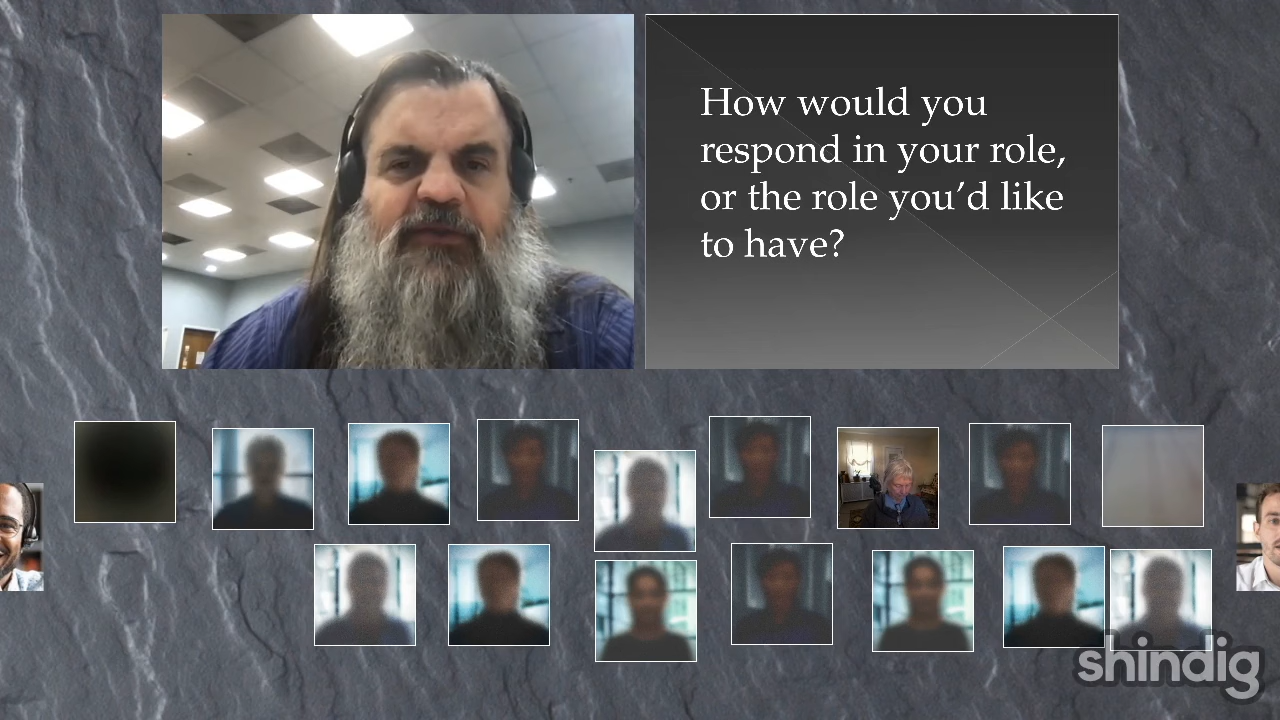 How would you
respond in your role,
or the role you’d like
to have?
shindig